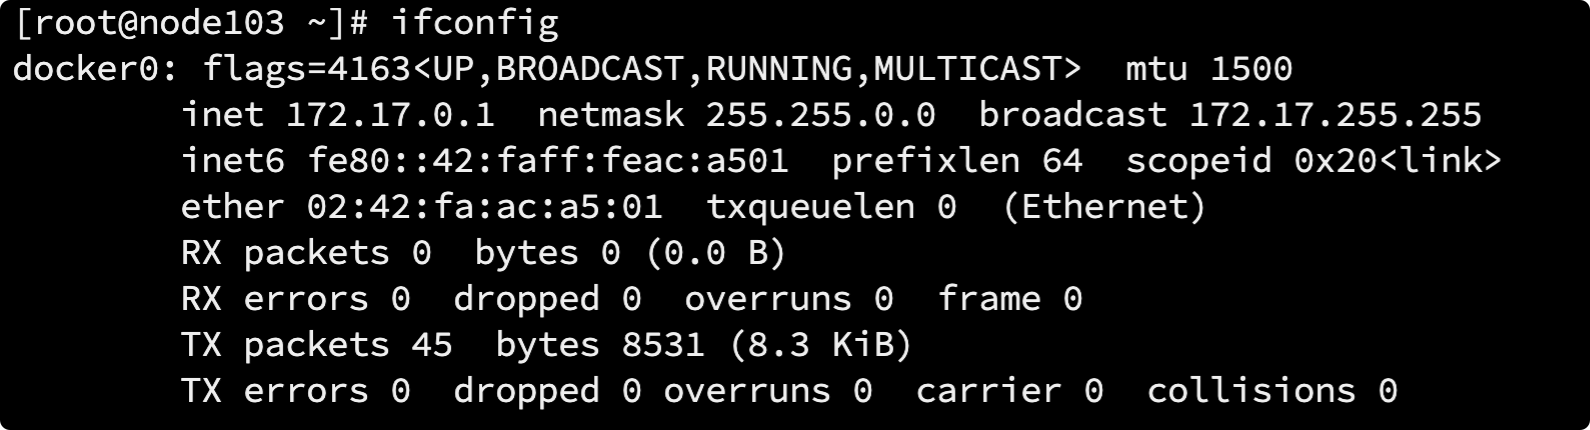 [root@node103 ~]# ifconfig
docker0: flags=4163<UP,BROADCAST,RUNNING,MULTICAST>  mtu 1500
        inet 172.17.0.1  netmask 255.255.0.0  broadcast 172.17.255.255
        inet6 fe80::42:faff:feac:a501  prefixlen 64  scopeid 0x20<link>
        ether 02:42:fa:ac:a5:01  txqueuelen 0  (Ethernet)
        RX packets 0  bytes 0 (0.0 B)
        RX errors 0  dropped 0  overruns 0  frame 0
        TX packets 45  bytes 8531 (8.3 KiB)
        TX errors 0  dropped 0 overruns 0  carrier 0  collisions 0